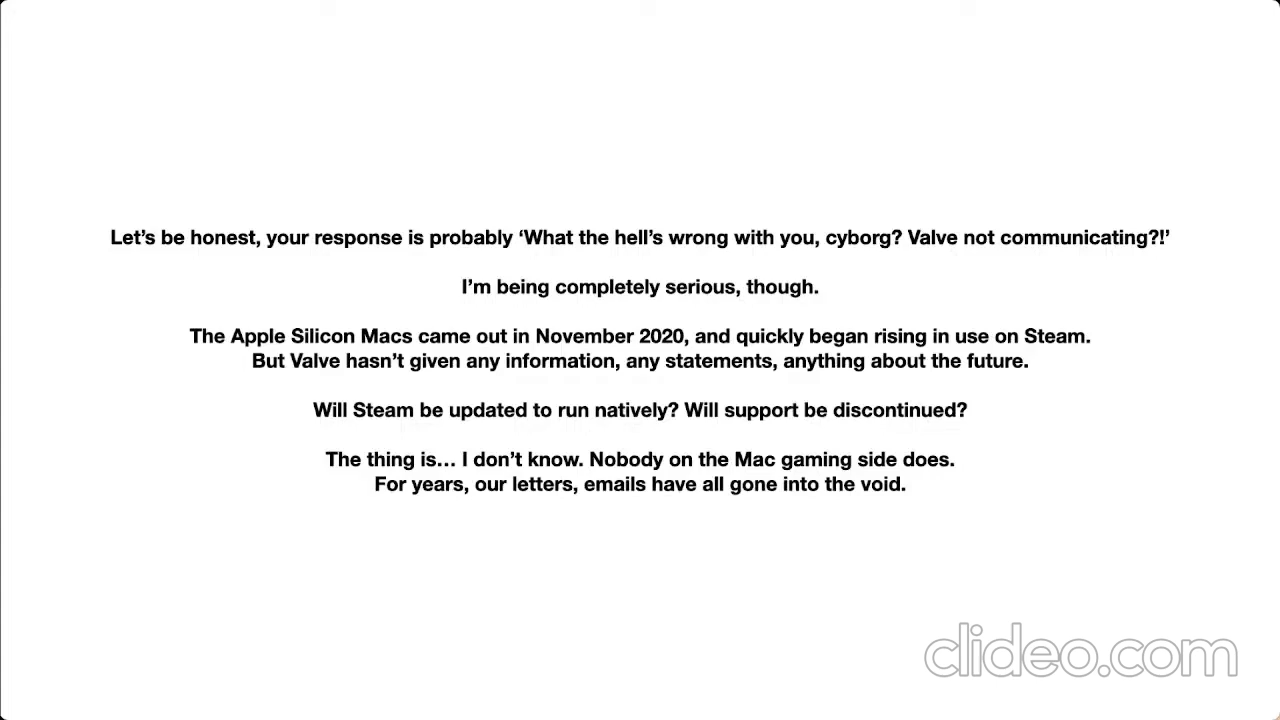 Let’s be honest, your response is probably ‘What the hell’s wrong with you, cyborg? Valve not communicating?!’
I’m being completely serious, though.
The Apple Silicon Macs came out in November 2020, and quickly began rising in use on Steam.
But Valve hasn’t given any information, any statements, anything about the future.
Will Steam be updated to run natively? Will support be discontinued?
The thing is… I don’t know. Nobody on the Mac gaming side does.
For years, our letters, emails have all gone into the void.
clideo.com